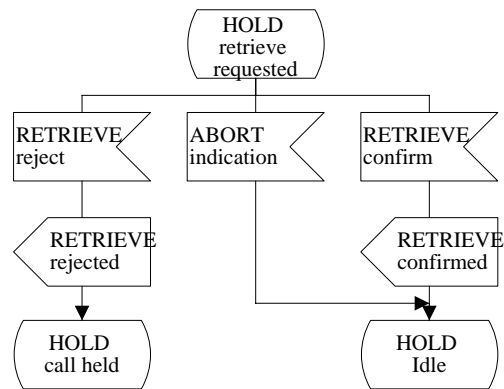 HOLD
retrieve
requested
RETRIEVE
reject
ABORT
indication
RETRIEVE
confirm
RETRIEVE
rejected
RETRIEVE
confirmed
HOLD
call held
HOLD
Idle